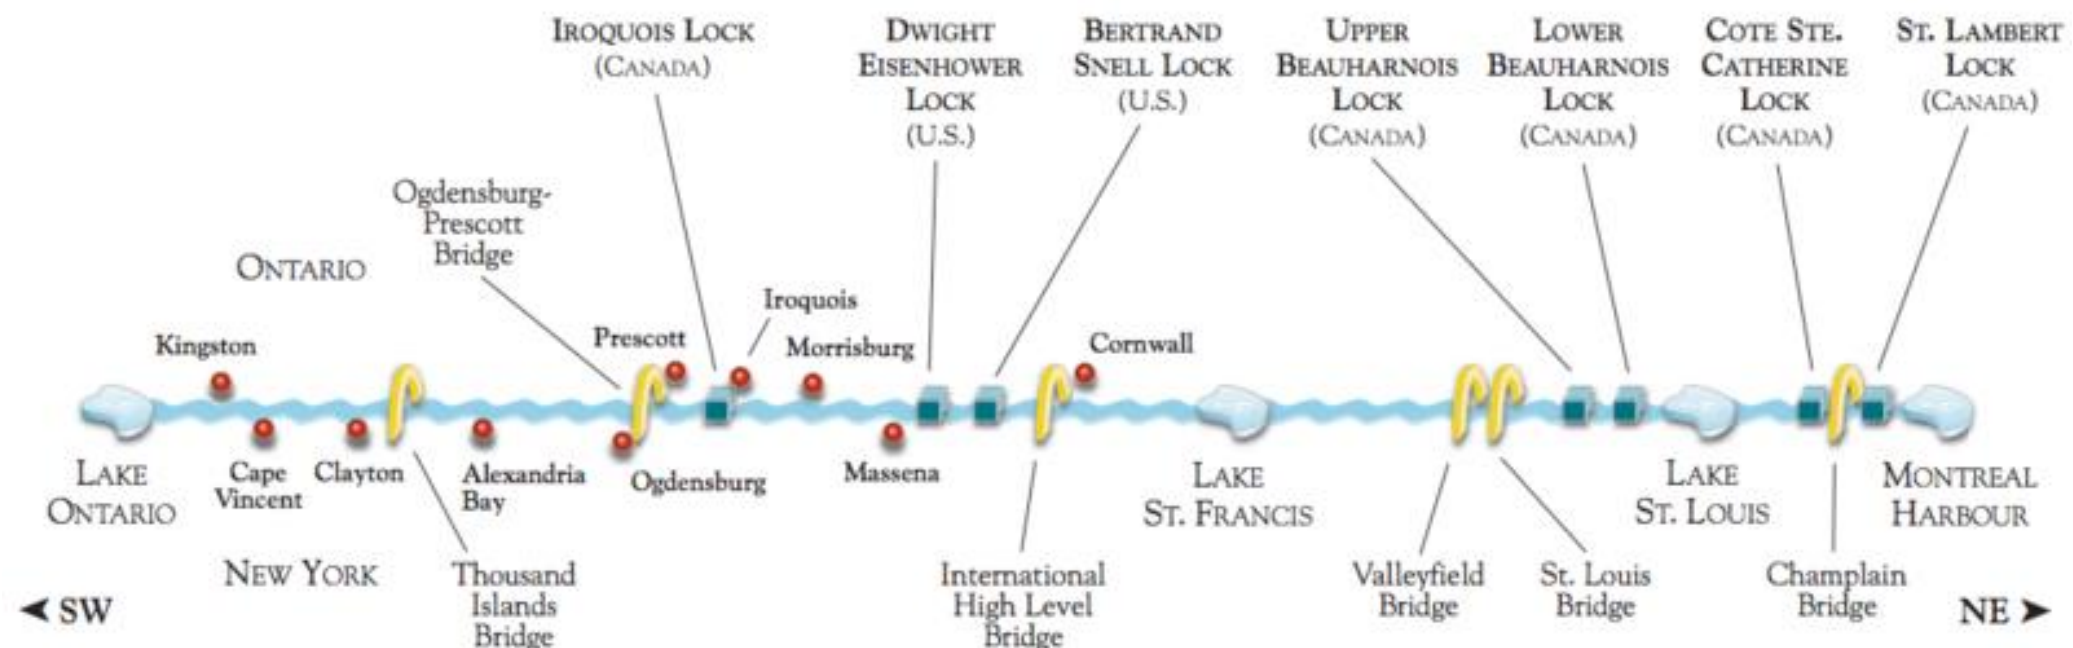 IROQUOIS LOCK
(CANADA)
DWIGHT
EISENHOWER
LOCK
(U.S.)
BERTRAND
SNELL LOCK
(U.S.)
UPPER
BEAUHARNOIS
LOCK
(CANADA)
LOWER
BEAUHARNOIS
LOCK
(CANADA)
COTE STE.
CATHERINE
LOCK
(CANADA)
ST. LAMBERT
LOCK
(CANADA)
Ogdensburg-
Prescott
Bridge
ONTARIO
Kingston
Prescott
Iroquois
Morrisburg
Cornwall
LAKE
ONTARIO
Cape
Vincent
Clayton
Alexandria
Bay
Ogdensburg
Massena
LAKE
ST. FRANCIS
LAKE
ST. LOUIS
MONTREAL
HARBOUR
NEW YORK
Thousand
Islands
Bridge
International
High Level
Bridge
Valleyfield
Bridge
St. Louis
Bridge
Champlain
Bridge
SW
NE